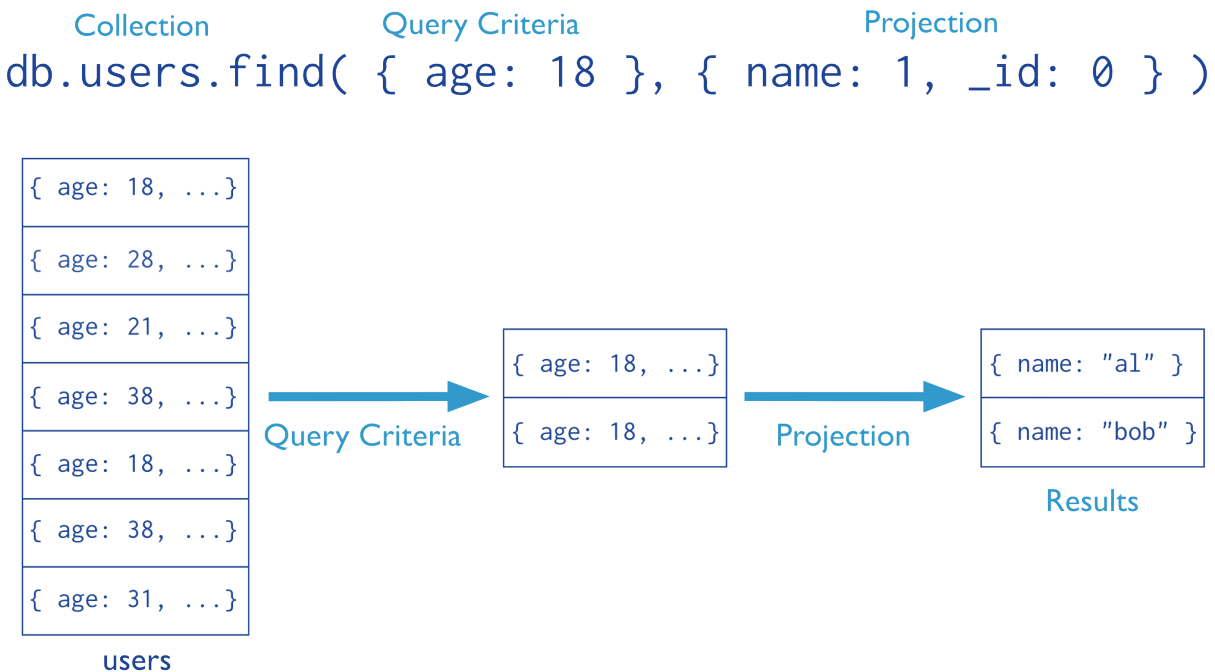 Collection
Query Criteria
Projection
db.users.find( { age: 18 }, { name: 1, _id: 0 } )
{ age: 18, ...}
{ age: 28, ...}
{ age: 21, ...}
{ age: 38, ...}
{ age: 18, ...}
{ age: 38, ...}
{ age: 31, ...}
users
Query Criteria
{ age: 18, ...}
{ age: 18, ...}
Projection
{ name: "al" }
{ name: "bob" }
Results